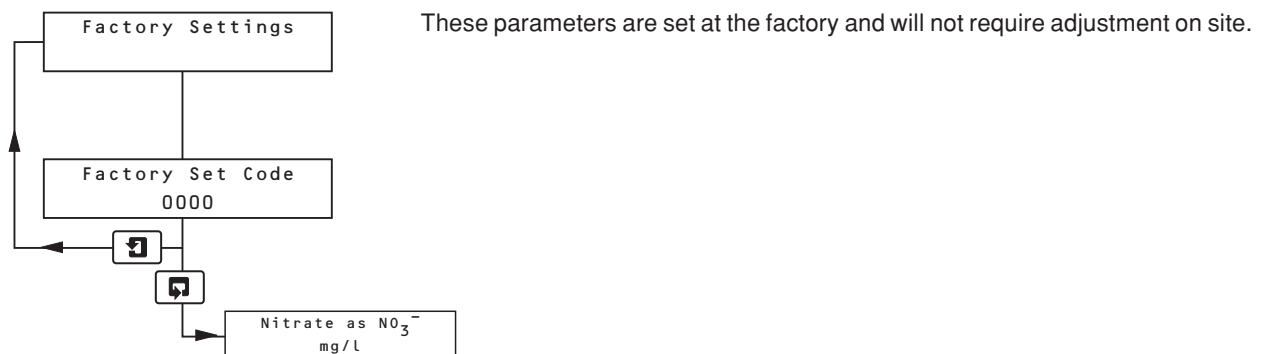 Factory Settings
These parameters are set at the factory and will not require adjustment on site.
Factory Set Code
0000
Nitrate as NO₃⁻
mg/l